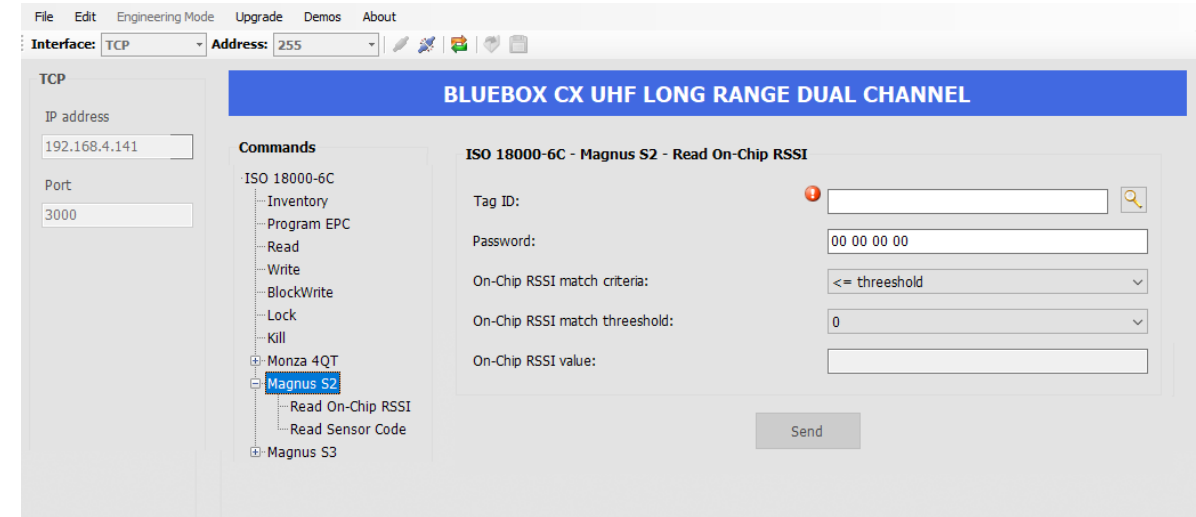 File Edit Engineering Mode Upgrade Demos About
Interface: TCP Address: 255
TCP
IP address
192.168.4.141
Port
3000
BLUEBOX CX UHF LONG RANGE DUAL CHANNEL
Commands
ISO 18000-6C
Inventory
Program EPC
Read
Write
BlockWrite
Lock
Kill
Monza 4QT
Magnus S2
Read On-Chip RSSI
Read Sensor Code
Magnus S3
ISO 18000-6C - Magnus S2 - Read On-Chip RSSI
Tag ID:
Password: 00 00 00 00
On-Chip RSSI match criteria: <= threeshold
On-Chip RSSI match threeshold: 0
On-Chip RSSI value:
Send